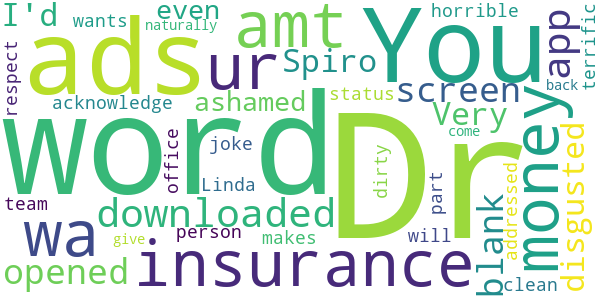 I'd
wants
even
naturally
amt
You
horrible
app
back
terrific
respect
ads
ur
Spiro
screen
acknowledge
ashamed
status
Very
come
word
Dr
money
office
joke
dirty
Linda
part
addressed
disgusted
team
wa
downloaded
person
makes
will
blank
opened
insurance
give
clean